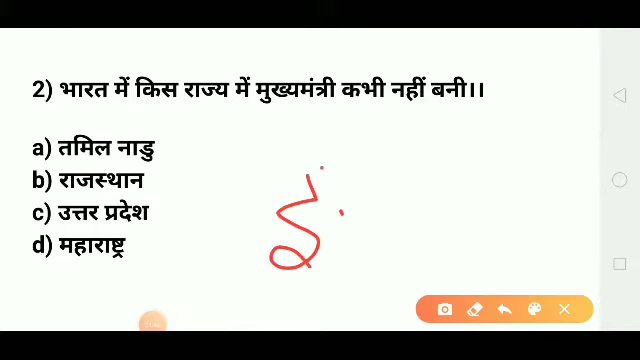 2) भारत में किस राज्य में मुख्यमंत्री कभी नहीं बनी।।
a) तमिल नाडु
b) राजस्थान
c) उत्तर प्रदेश
d) महाराष्ट्र